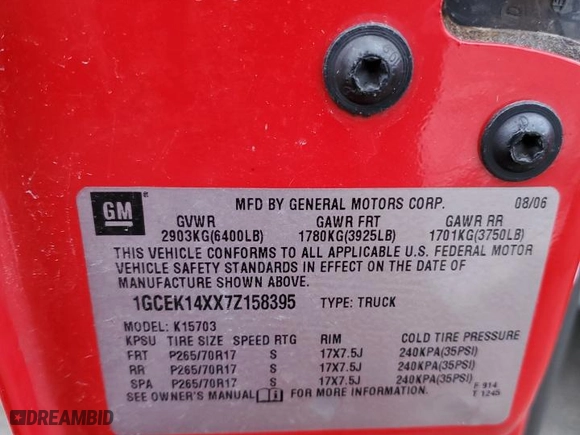 GM
MFD BY GENERAL MOTORS CORP. 08/06
GVWR GAWR FRT GAWR RR
2903KG(6400LB) 1780KG(3925LB) 1701KG(3750LB)
THIS VEHICLE CONFORMS TO ALL APPLICABLE U.S. FEDERAL MOTOR
VEHICLE SAFETY STANDARDS IN EFFECT ON THE DATE OF
MANUFACTURE SHOWN ABOVE.
1GCEK14XX7Z158395 TYPE: TRUCK
MODEL: K15703
KPSU TIRE SIZE SPEED RTG RIM COLD TIRE PRESSURE
FRT P265/70R17 S 17X7.5J 240KPA(35PSI)
RR P265/70R17 S 17X7.5J 240KPA(35PSI)
SPA P265/70R17 S 17X7.5J 240KPA(35PSI)
SEE OWNER'S MANUAL FOR MORE INFORMATION.
F 914
T 1245
DREAMBID